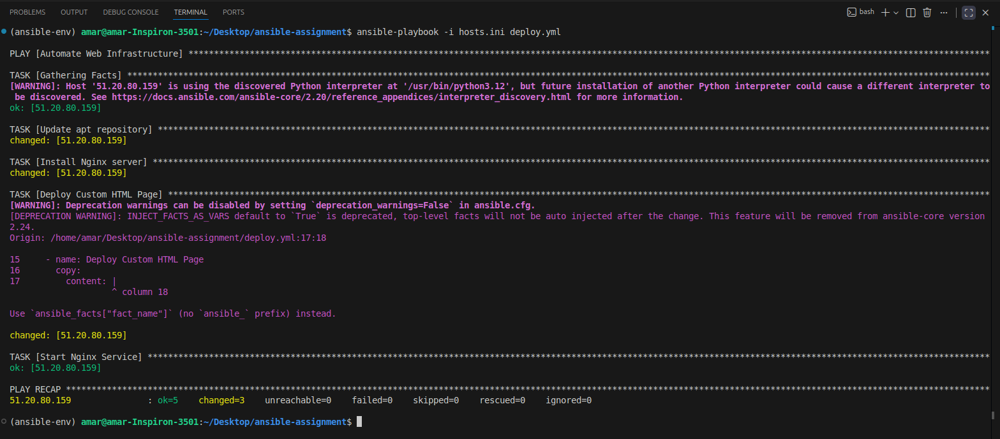 PROBLEMS OUTPUT DEBUG CONSOLE TERMINAL PORTS bash
(ansible-env) amar@amar-Inspiron-3501:~/Desktop/ansible-assignment$ ansible-playbook -i hosts.ini deploy.yml
PLAY [Automate Web Infrastructure] ****************************************************************************************************************************************************************
TASK [Gathering Facts] ****************************************************************************************************************************************************************************
[WARNING]: Host '51.20.80.159' is using the discovered Python interpreter at '/usr/bin/python3.12', but future installation of another Python interpreter could cause a different interpreter to
be discovered. See https://docs.ansible.com/ansible-core/2.20/reference_appendices/interpreter_discovery.html for more information.
ok: [51.20.80.159]
TASK [Update apt repository] **********************************************************************************************************************************************************************
changed: [51.20.80.159]
TASK [Install Nginx server] ***********************************************************************************************************************************************************************
changed: [51.20.80.159]
TASK [Deploy Custom HTML Page] ********************************************************************************************************************************************************************
[WARNING]: Deprecation warnings can be disabled by setting `deprecation_warnings=False` in ansible.cfg.
[DEPRECATION WARNING]: INJECT_FACTS_AS_VARS default to `True` is deprecated, top-level facts will not be auto injected after the change. This feature will be removed from ansible-core version
2.24.
Origin: /home/amar/Desktop/ansible-assignment/deploy.yml:17:18
15     - name: Deploy Custom HTML Page
16       copy:
17         content: |
^ column 18
Use `ansible_facts["fact_name"]` (no `ansible_` prefix) instead.
changed: [51.20.80.159]
TASK [Start Nginx Service] ************************************************************************************************************************************************************************
ok: [51.20.80.159]
PLAY RECAP ****************************************************************************************************************************************************************************************
51.20.80.159               : ok=5    changed=3    unreachable=0    failed=0    skipped=0    rescued=0    ignored=0
(ansible-env) amar@amar-Inspiron-3501:~/Desktop/ansible-assignment$